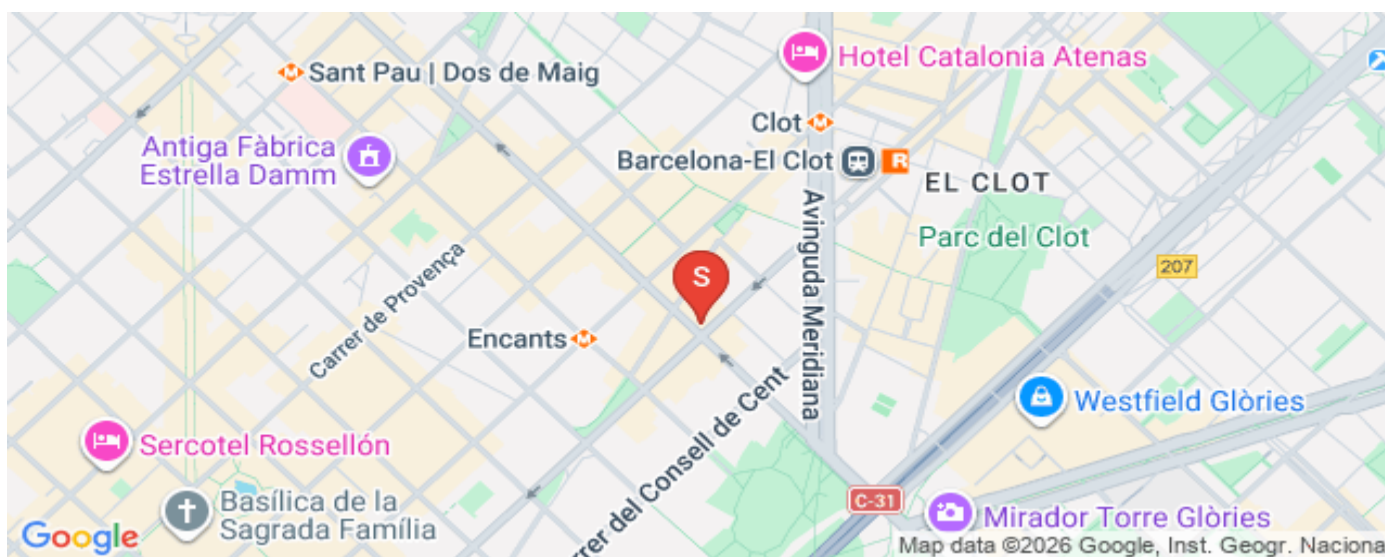 Hotel Catalonia Atenas
Sant Pau | Dos de Maig
Clot
Antiga Fàbrica
Estrella Damm
Barcelona-El Clot
R
EL CLOT
Avinguda Meridiana
Parc del Clot
Carrer de Provença
207
S
Encants
Carrer del Consell de Cent
Westfield Glòries
Sercotel Rossellón
Basílica de la
Sagrada Família
C-31
Mirador Torre Glòries
Google
Map data ©2026 Google, Inst. Geogr. Naciona